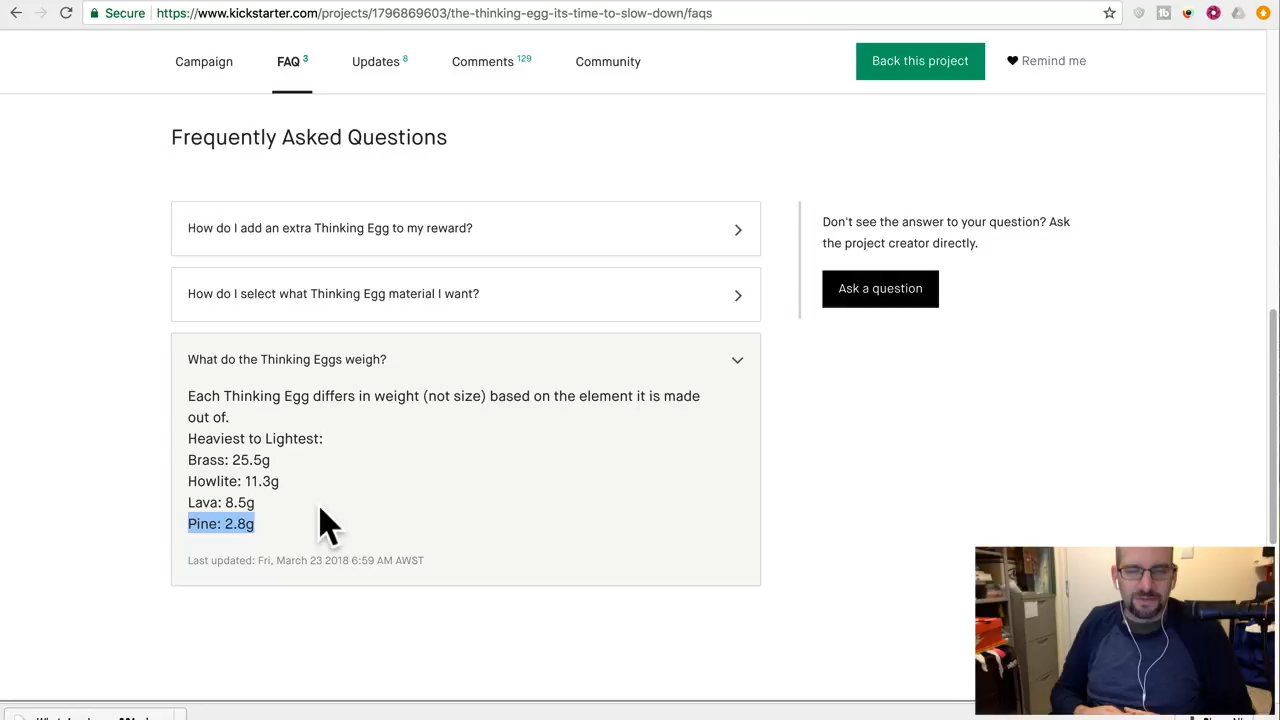 Secure
https://www.kickstarter.com/projects/1796869603/the-thinking-egg-its-time-to-slow-down/faqs
Campaign
FAQ 3
Updates 8
Comments 129
Community
Back this project
Remind me
Frequently Asked Questions
How do I add an extra Thinking Egg to my reward?
How do I select what Thinking Egg material I want?
What do the Thinking Eggs weigh?
Each Thinking Egg differs in weight (not size) based on the element it is made
out of.
Heaviest to Lightest:
Brass: 25.5g
Howlite: 11.3g
Lava: 8.5g
Pine: 2.8g
Last updated: Fri, March 23 2018 6:59 AM AWST
Don't see the answer to your question? Ask
the project creator directly.
Ask a question